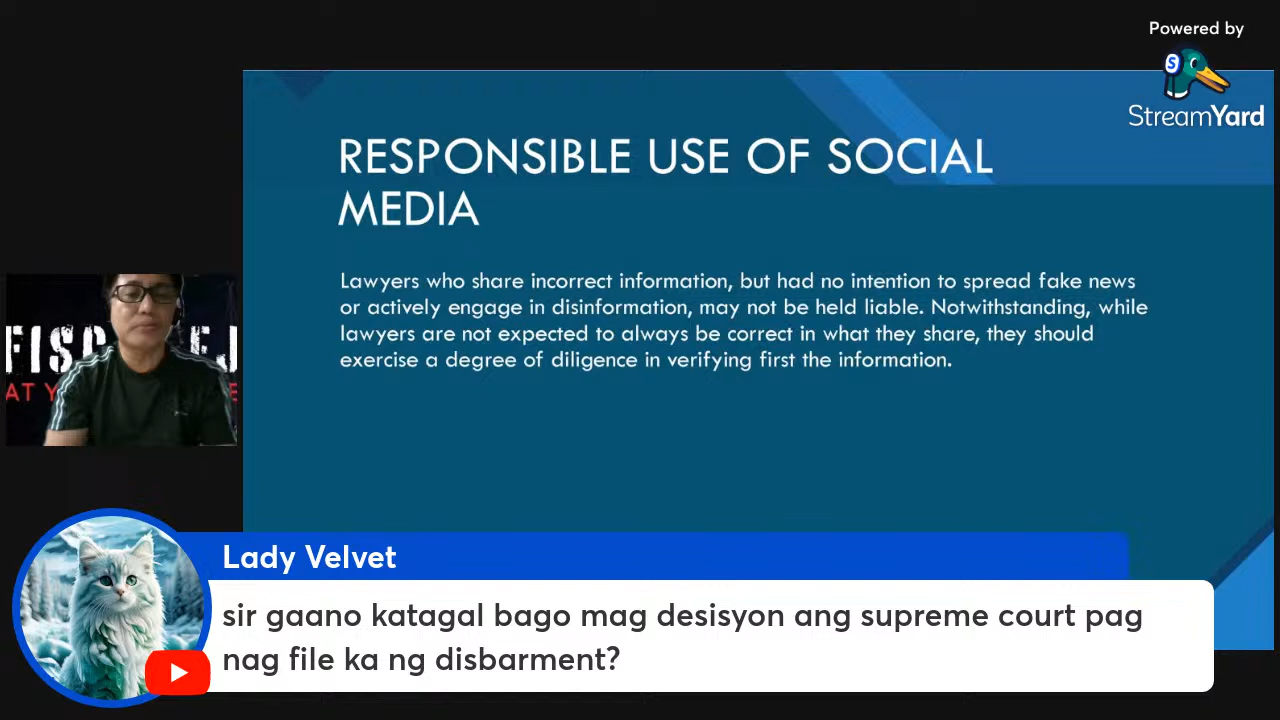 Powered by
StreamYard
RESPONSIBLE USE OF SOCIAL
MEDIA
Lawyers who share incorrect information, but had no intention to spread fake news
or actively engage in disinformation, may not be held liable. Notwithstanding, while
lawyers are not expected to always be correct in what they share, they should
exercise a degree of diligence in verifying first the information.
Lady Velvet
sir gaano katagal bago mag desisyon ang supreme court pag
nag file ka ng disbarment?